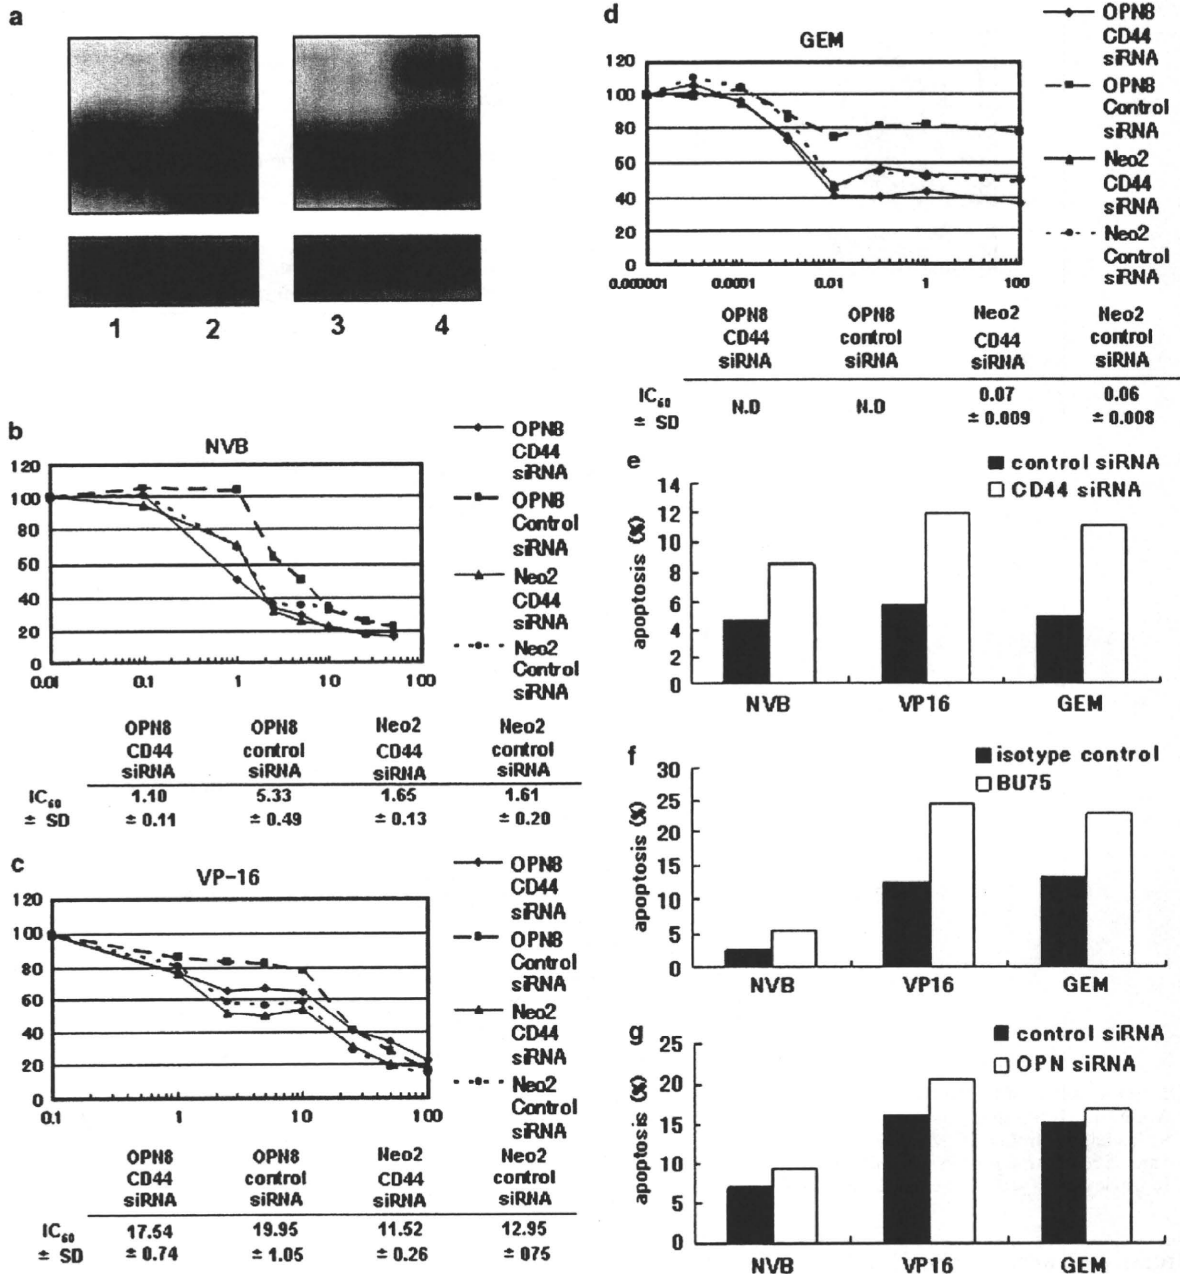 a
1 2 3 4
b
NVB
OPN8
CD44
siRNA
OPN8
Control
siRNA
Neo2
CD44
siRNA
Neo2
Control
siRNA
120
100
80
60
40
20
0
0.01 0.1 1 10 100
OPN8 OPN8 Neo2 Neo2
CD44 control CD44 control
siRNA siRNA siRNA siRNA
IC60 1.10 5.33 1.65 1.61
± SD ± 0.11 ± 0.49 ± 0.13 ± 0.20
c
VP-16
OPN8
CD44
siRNA
OPN8
Control
siRNA
Neo2
CD44
siRNA
Neo2
Control
siRNA
120
100
80
60
40
20
0
0.1 1 10 100
OPN8 OPN8 Neo2 Neo2
CD44 control CD44 control
siRNA siRNA siRNA siRNA
IC60 17.54 19.95 11.52 12.95
± SD ± 0.74 ± 1.05 ± 0.26 ± 075
d
GEM
OPN8
CD44
siRNA
OPN8
Control
siRNA
Neo2
CD44
siRNA
Neo2
Control
siRNA
120
100
80
60
40
20
0
0.000001 0.0001 0.01 1 100
OPN8 OPN8 Neo2 Neo2
CD44 control CD44 control
siRNA siRNA siRNA siRNA
IC60 N.D N.D 0.07 0.06
± SD ± 0.009 ± 0.008
e
control siRNA
CD44 siRNA
apoptosis (%)
14
12
10
8
6
4
2
0
NVB VP16 GEM
f
isotype control
BU75
apoptosis (%)
30
25
20
15
10
5
0
NVB VP16 GEM
g
control siRNA
OPN siRNA
apoptosis (%)
25
20
15
10
5
0
NVB VP16 GEM